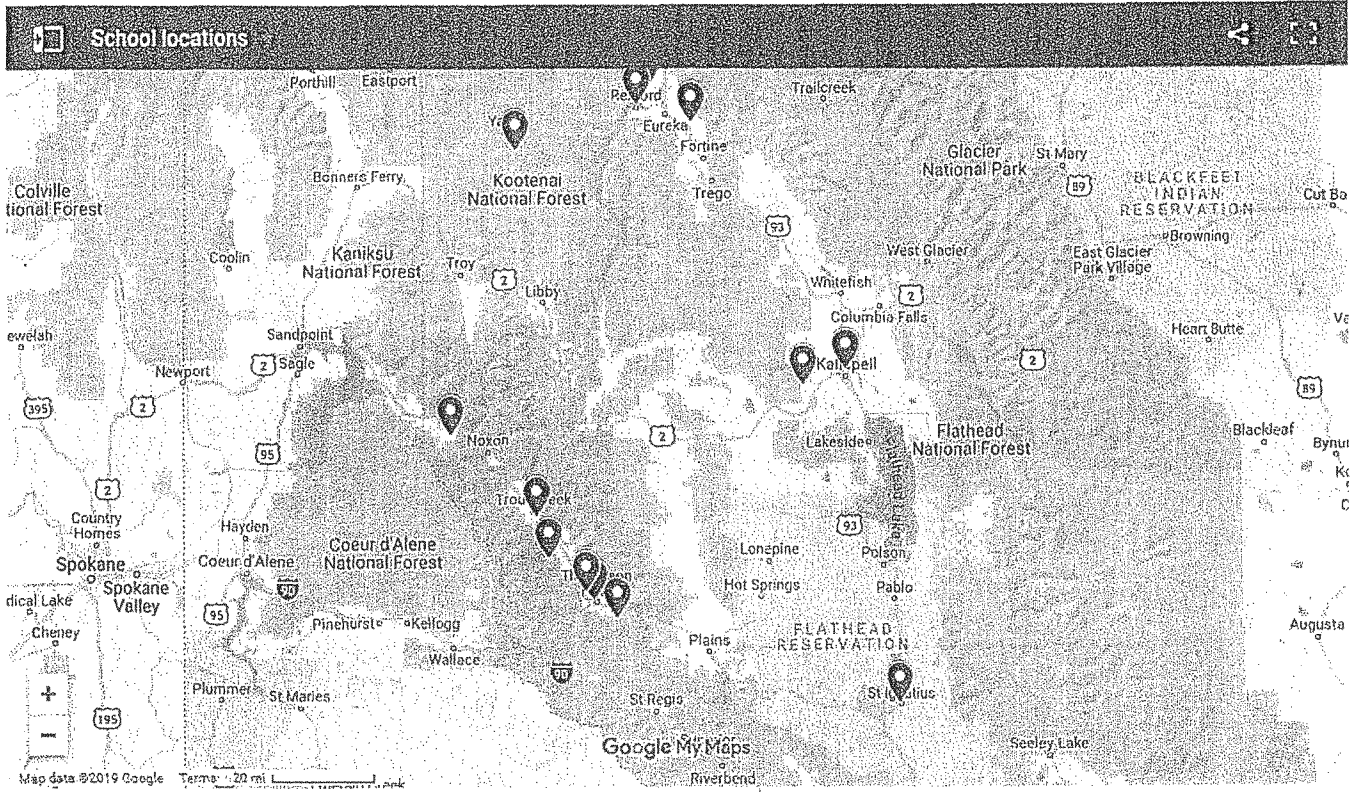 School locations
Porthill
Eastport
Trailcreek
Eureka
Fortine
Glacier
National Park
St Mary
89
BLACKFEET
INDIAN
RESERVATION
Bonners Ferry
Kootenai
National Forest
Trego
Colville
tional Forest
Cut Ba
93
Browning
Coolin
Kaniksu
National Forest
Troy
2
Libby
West Glacier
East Glacier
Park Village
Whitefish
2
Columbia Falls
ewelah
Sandpoint
2
Sagle
Newport
Heart Butte
Va
2
89
395
2
Noxon
2
Lakeside
Flathead
National Forest
Blackleaf
Bynum
95
Flathead Lake
2
Country
Homes
Hayden
Coeur d'Alene
National Forest
93
Lonepine
Polson
Spokane
Coeur d'Alene
90
Hot Springs
Pablo
Spokane
Valley
dical Lake
95
Pinehurst
Kellogg
Cheney
Wallace
Plains
FLATHEAD
RESERVATION
Augusta
90
Plummer
St Maries
St Regis
+
195
−
Google My Maps
Seeley Lake
Riverbend
Map data ©2019 Google
Terms
20 mi